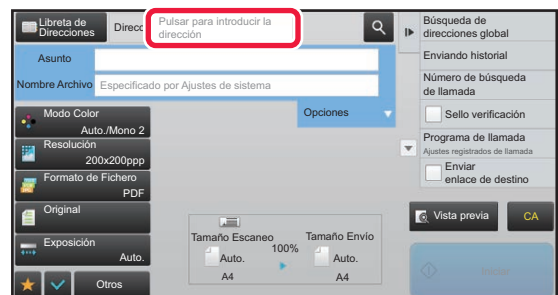 Libreta de
Direcciones
Direcc
Pulsar para introducir la
dirección
Asunto
Nombre Archivo
Especificado por Ajustes de sistema
Opciones
Modo Color
Auto./Mono 2
Resolución
200x200ppp
Formato de Fichero
PDF
Original
Exposición
Auto.
Otros
Tamaño Escaneo
100%
Tamaño Envío
Auto.
Auto.
A4
A4
Búsqueda de
direcciones global
Enviando historial
Número de búsqueda
de llamada
Sello verificación
Programa de llamada
Ajustes registrados de llamada
Enviar
enlace de destino
Vista previa
CA